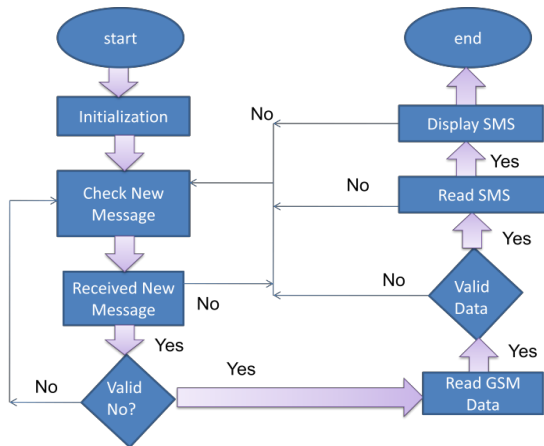 start
end
Initialization
No
Display SMS
Yes
Check New
Message
No
Read SMS
Yes
Received New
Message
No
No
Valid
Data
Yes
Yes
No
Valid
No?
Yes
Read GSM
Data